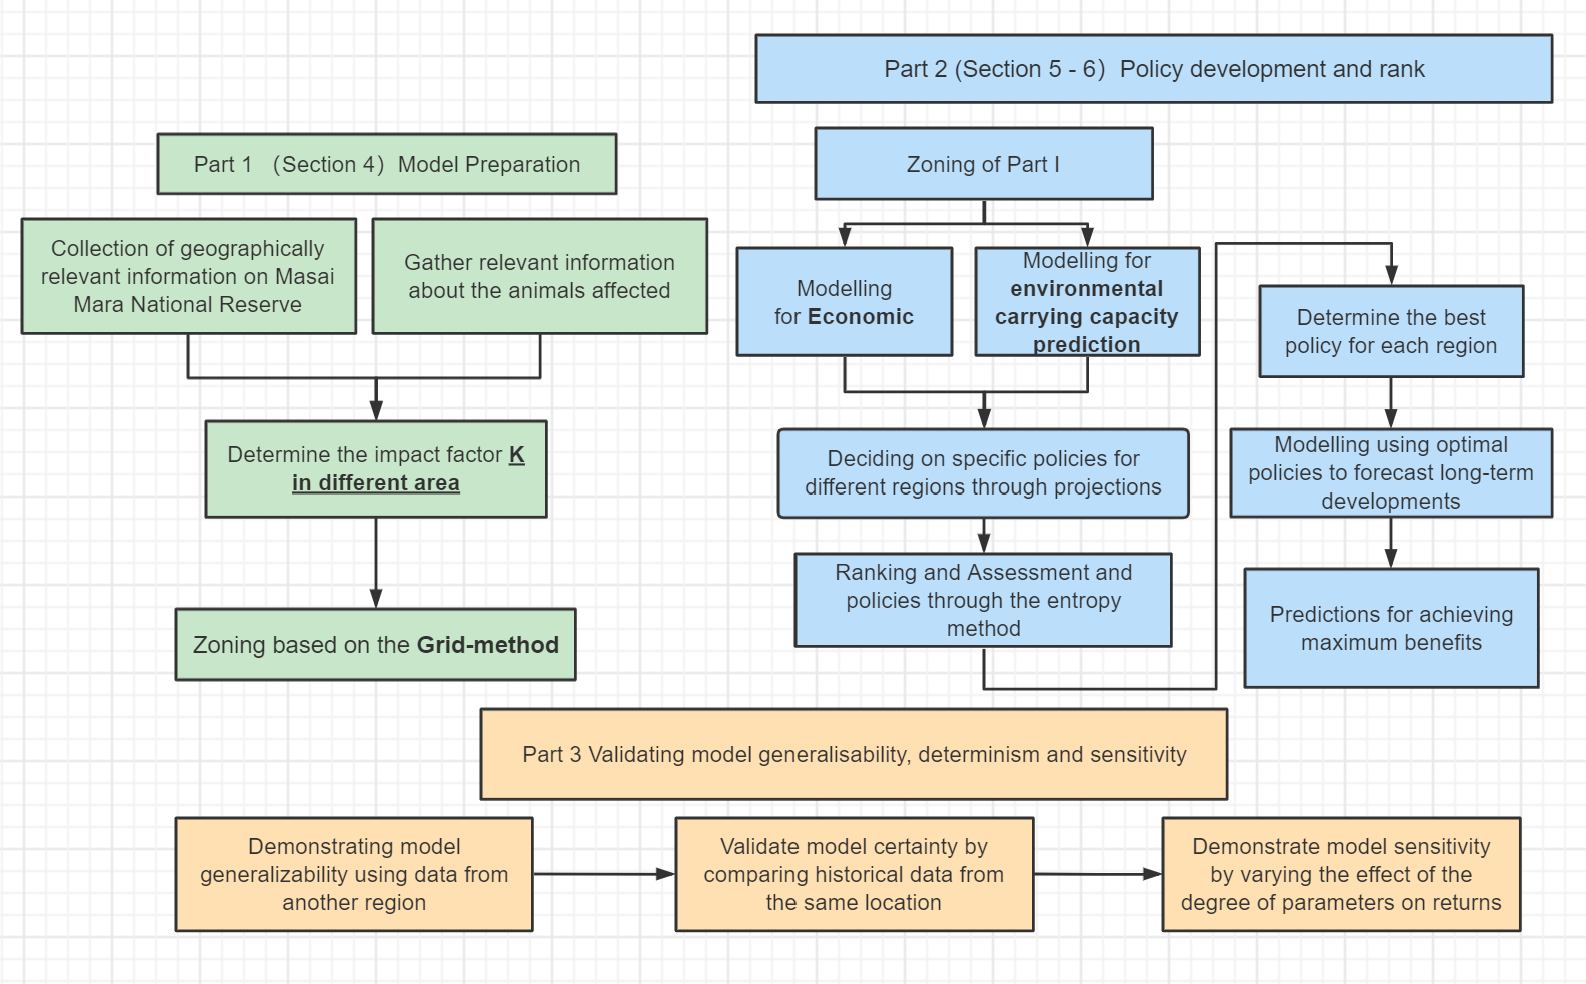 Part 1 （Section 4）Model Preparation
Collection of geographically
relevant information on Masai
Mara National Reserve
Gather relevant information
about the animals affected
Determine the impact factor K
in different area
Zoning based on the Grid-method
Part 2 (Section 5 - 6）Policy development and rank
Zoning of Part I
Modelling
for Economic
Modelling for
environmental
carrying capacity
prediction
Deciding on specific policies for
different regions through projections
Ranking and Assessment and
policies through the entropy
method
Determine the best
policy for each region
Modelling using optimal
policies to forecast long-term
developments
Predictions for achieving
maximum benefits
Part 3 Validating model generalisability, determinism and sensitivity
Demonstrating model
generalizability using data from
another region
Validate model certainty by
comparing historical data from
the same location
Demonstrate model sensitivity
by varying the effect of the
degree of parameters on returns